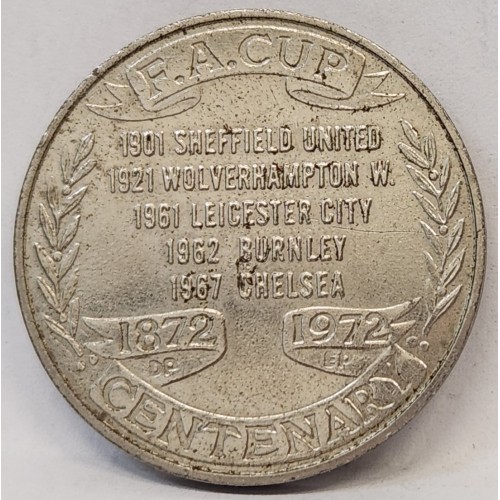 F.A. CUP
1901 SHEFFIELD UNITED
1921 WOLVERHAMPTON W.
1961 LEICESTER CITY
1962 BURNLEY
1967 CHELSEA
1872 1972
CENTENARY